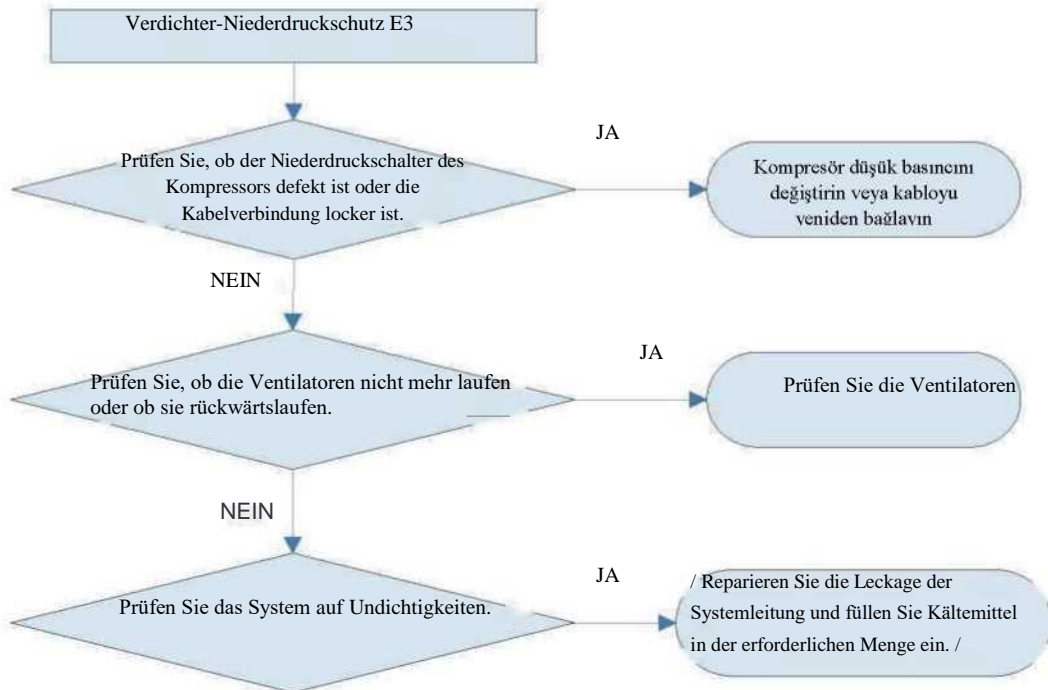 Verdichter-Niederdruckschutz E3
JA
Prüfen Sie, ob der Niederdruckschalter des
Kompressors defekt ist oder die
Kabelverbindung locker ist.
Kompresör düşük basıncını
değiştirin veya kabloyu
yeniden bağlavın
NEIN
JA
Prüfen Sie, ob die Ventilatoren nicht mehr laufen
oder ob sie rückwärtslaufen.
Prüfen Sie die Ventilatoren
NEIN
JA
Prüfen Sie das System auf Undichtigkeiten.
/ Reparieren Sie die Leckage der
Systemleitung und füllen Sie Kältemittel
in der erforderlichen Menge ein. /